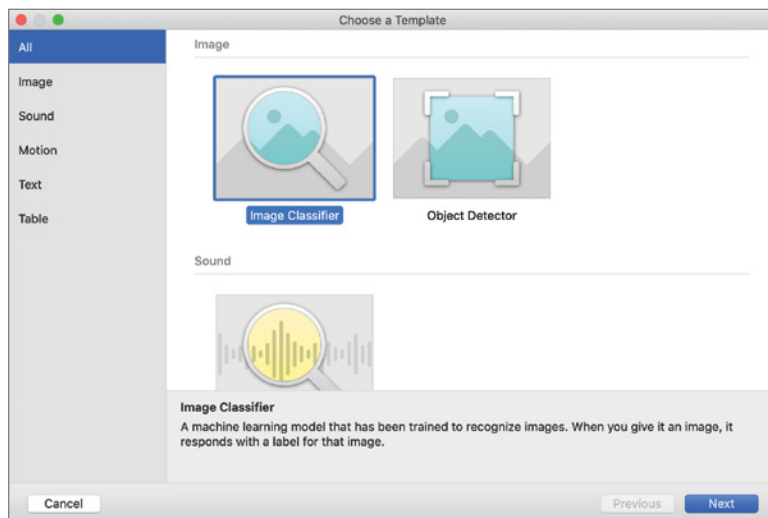 Choose a Template
All
Image
Sound
Motion
Text
Table
Image
Image Classifier
Object Detector
Sound
Image Classifier
A machine learning model that has been trained to recognize images. When you give it an image, it
responds with a label for that image.
Cancel
Previous
Next